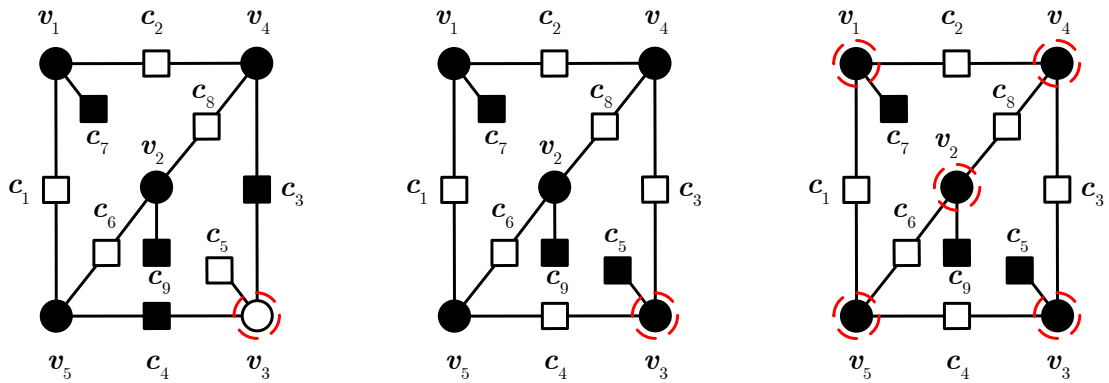 v1 c2 v4 v1 c2 v4 v1 c2 v4
c8 c8 c8
c7 v2 c7 v2 c7 v2
c1 c3 c1 c3 c1 c3
c6 c5 c6 c5 c6 c5
c9 c9 c9
v5 c4 v3 v5 c4 v3 v5 c4 v3